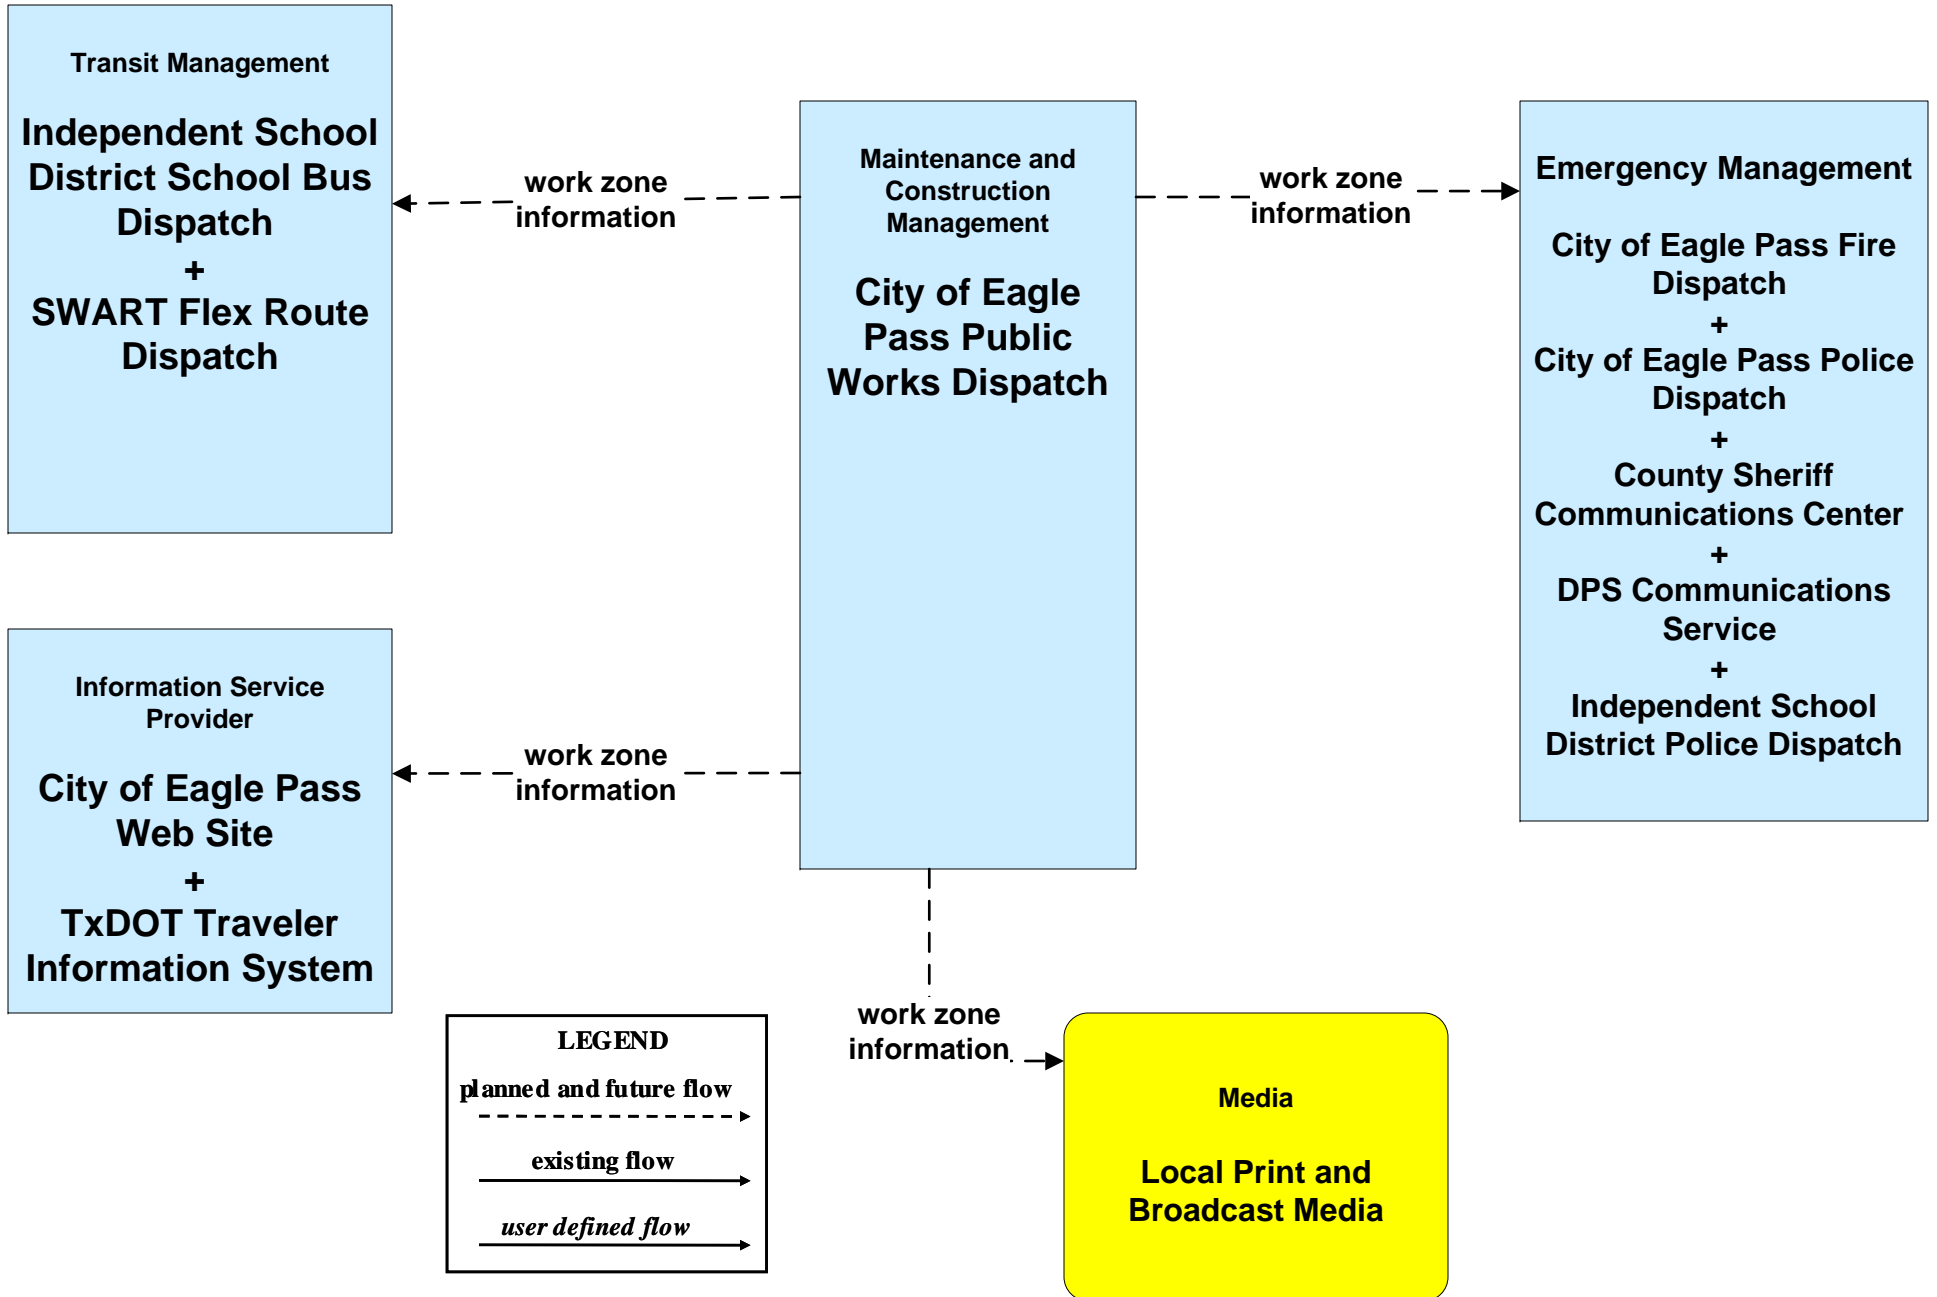 Transit Management
Independent School
District School Bus
Dispatch
+
SWART Flex Route
Dispatch
work zone
information
Maintenance and
Construction
Management
City of Eagle
Pass Public
Works Dispatch
work zone
information
Emergency Management
City of Eagle Pass Fire
Dispatch
+
City of Eagle Pass Police
Dispatch
+
County Sheriff
Communications Center
+
DPS Communications
Service
+
Independent School
District Police Dispatch
Information Service
Provider
City of Eagle Pass
Web Site
+
TxDOT Traveler
Information System
work zone
information
work zone
information
LEGEND
planned and future flow
existing flow
user defined flow
Media
Local Print and
Broadcast Media